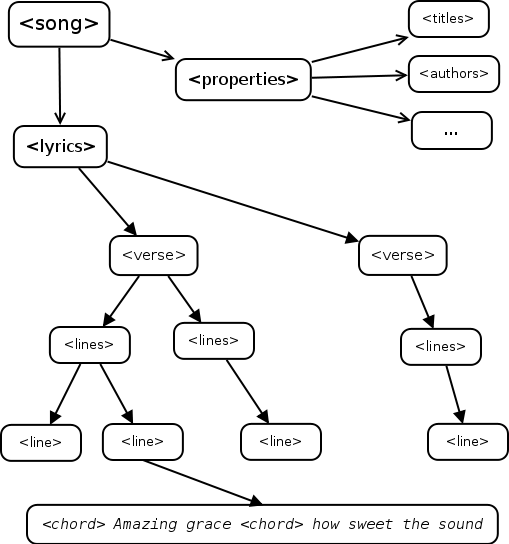 <song>
<titles>
<properties>
<authors>
...
<lyrics>
<verse>
<verse>
<lines>
<lines>
<lines>
<line>
<line>
<line>
<line>
<chord> Amazing grace <chord> how sweet the sound